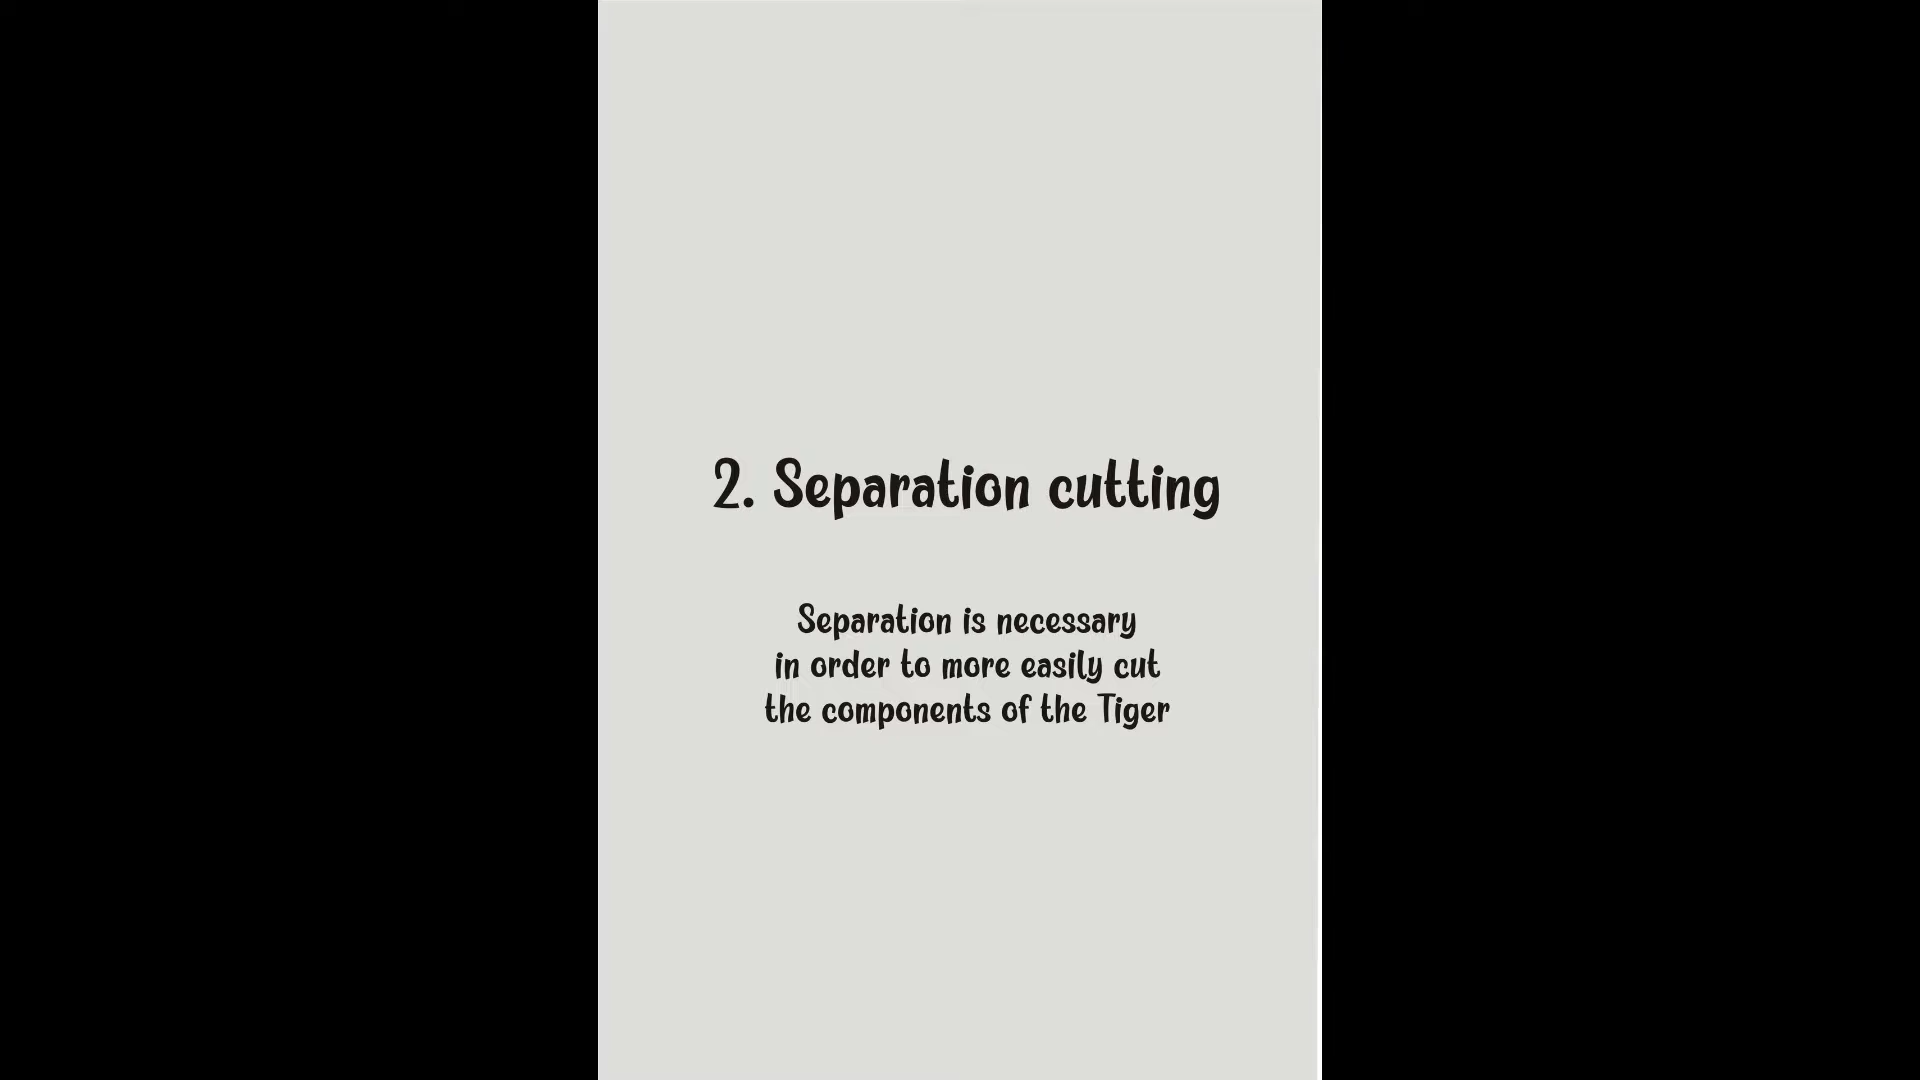 2. Separation cutting
Separation is necessary
in order to more easily cut
the components of the Tiger